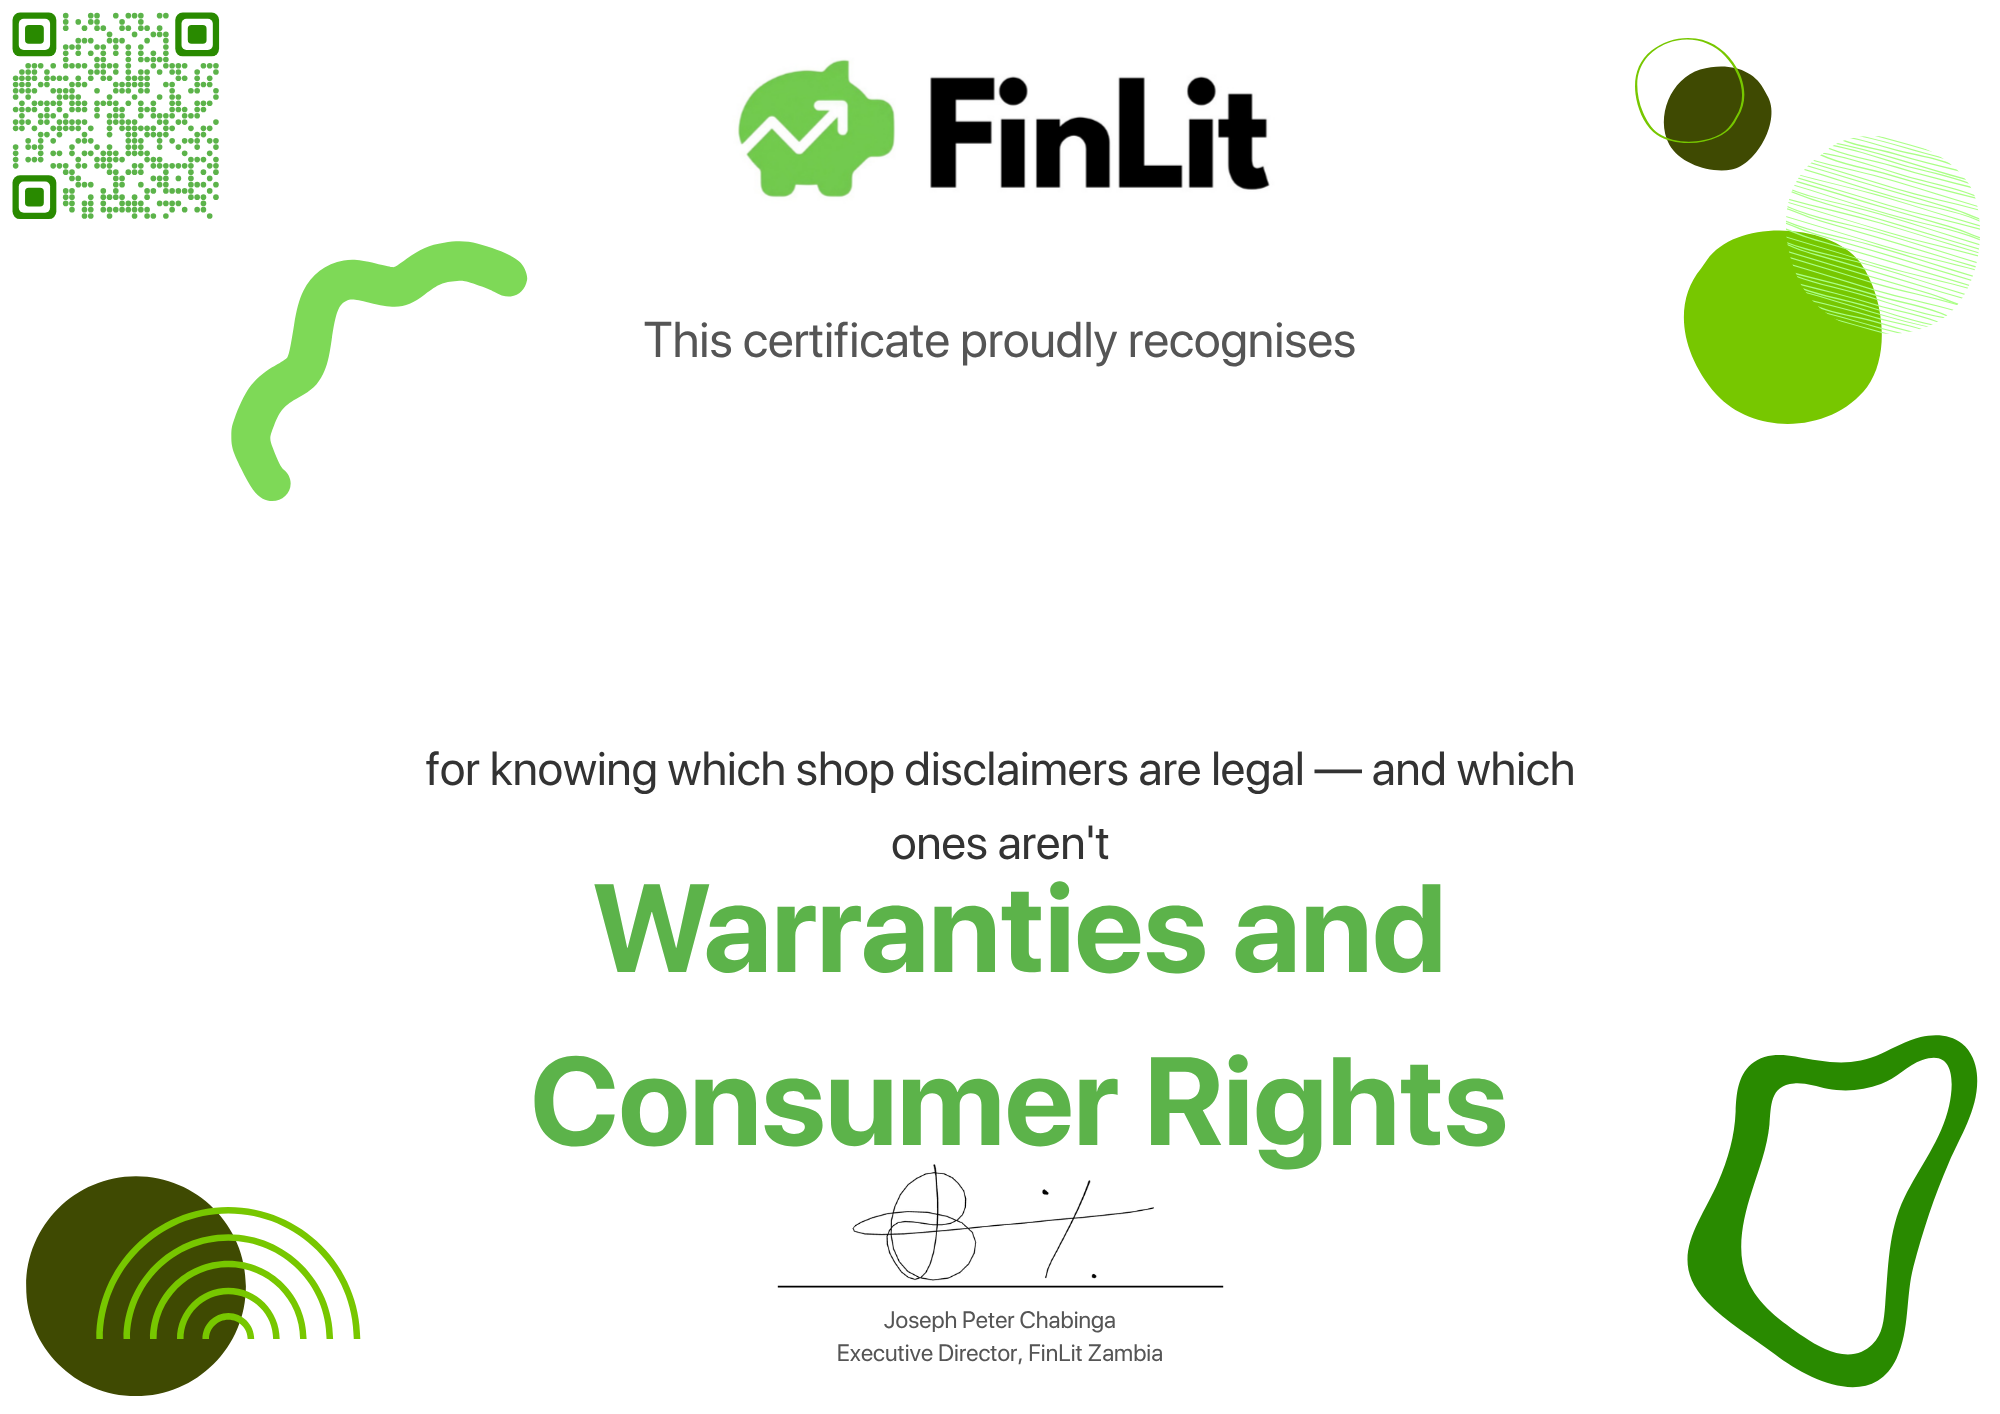 FinLit
This certificate proudly recognises
for knowing which shop disclaimers are legal — and which
ones aren't
Warranties and
Consumer Rights
Joseph Peter Chabinga
Executive Director, FinLit Zambia